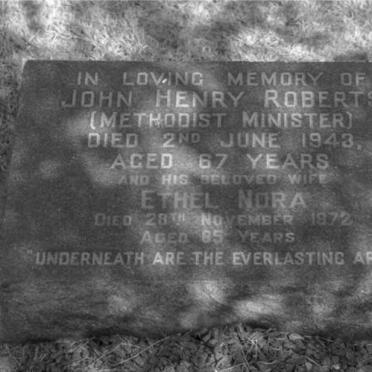 IN LOVING MEMORY OF
JOHN HENRY ROBERTS
(METHODIST MINISTER)
DIED 2ND JUNE 1943,
AGED 67 YEARS
AND HIS BELOVED WIFE
ETHEL NORA
DIED 28TH NOVEMBER 1972
AGED 85 YEARS
"UNDERNEATH ARE THE EVERLASTING AR